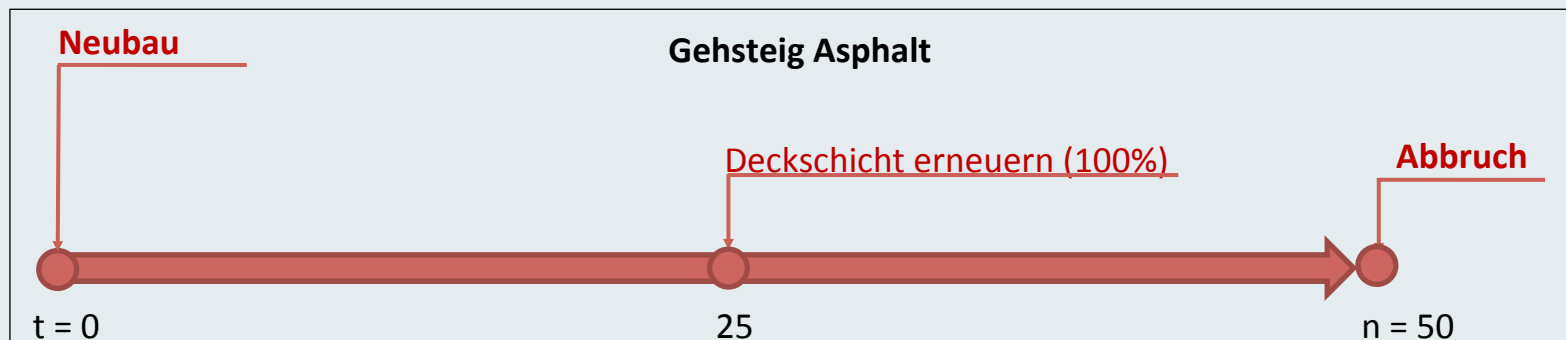 Neubau
Gehsteig Asphalt
Deckschicht erneuern (100%)
Abbruch
t = 0
25
n = 50